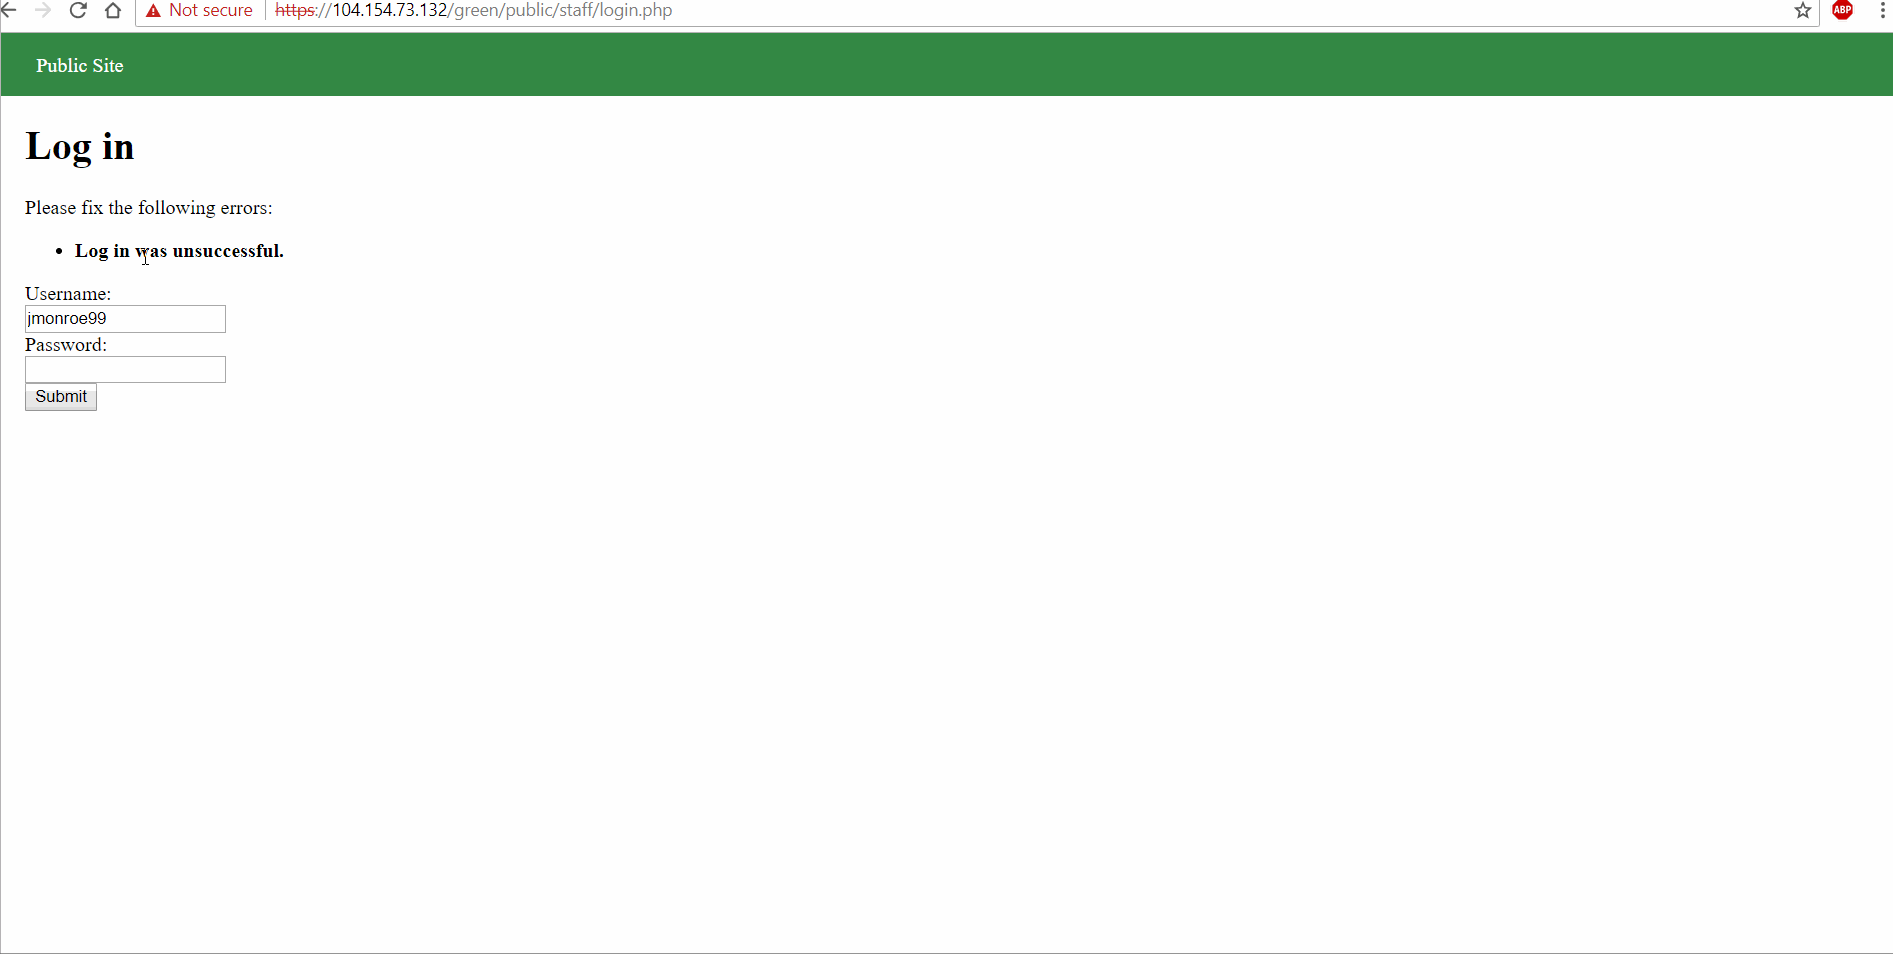 Not secure https://104.154.73.132/green/public/staff/login.php ABP
Public Site
Log in
Please fix the following errors:
• Log in was unsuccessful.
Username:
jmonroe99
Password:
Submit